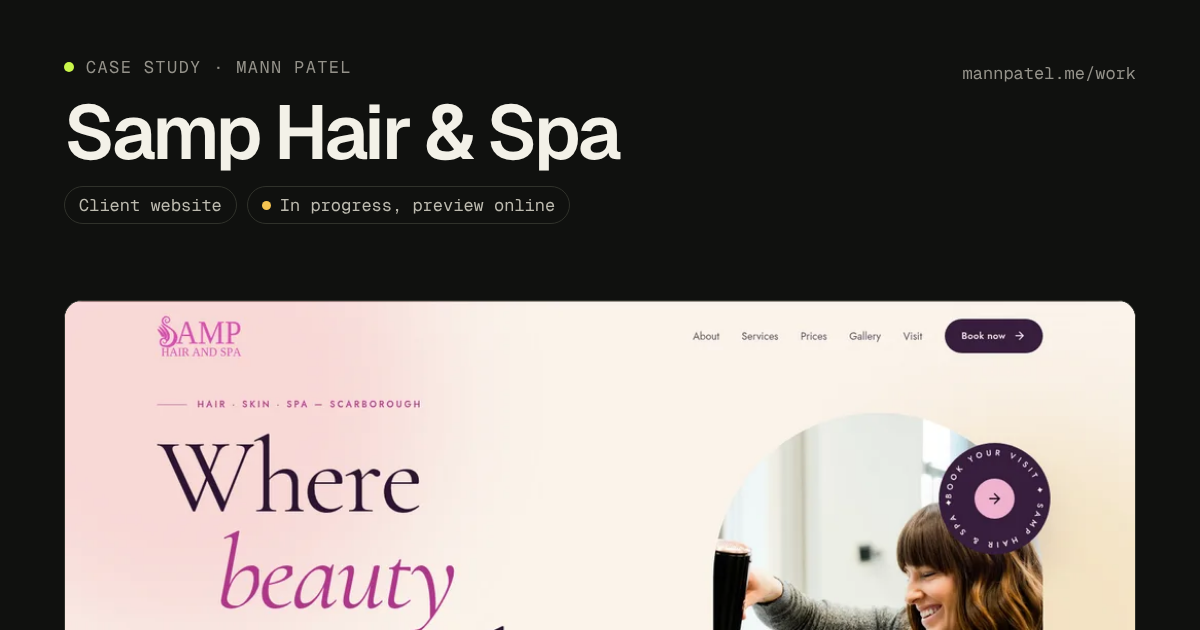 CASE STUDY · MANN PATEL
mannpatel.me/work
Samp Hair & Spa
Client website
In progress, preview online
SAMP
HAIR AND SPA
About
Services
Prices
Gallery
Visit
Book now →
HAIR · SKIN · SPA — SCARBOROUGH
Where
beauty
BOOK YOUR VISIT ✦ SAMP HAIR & SPA ✦